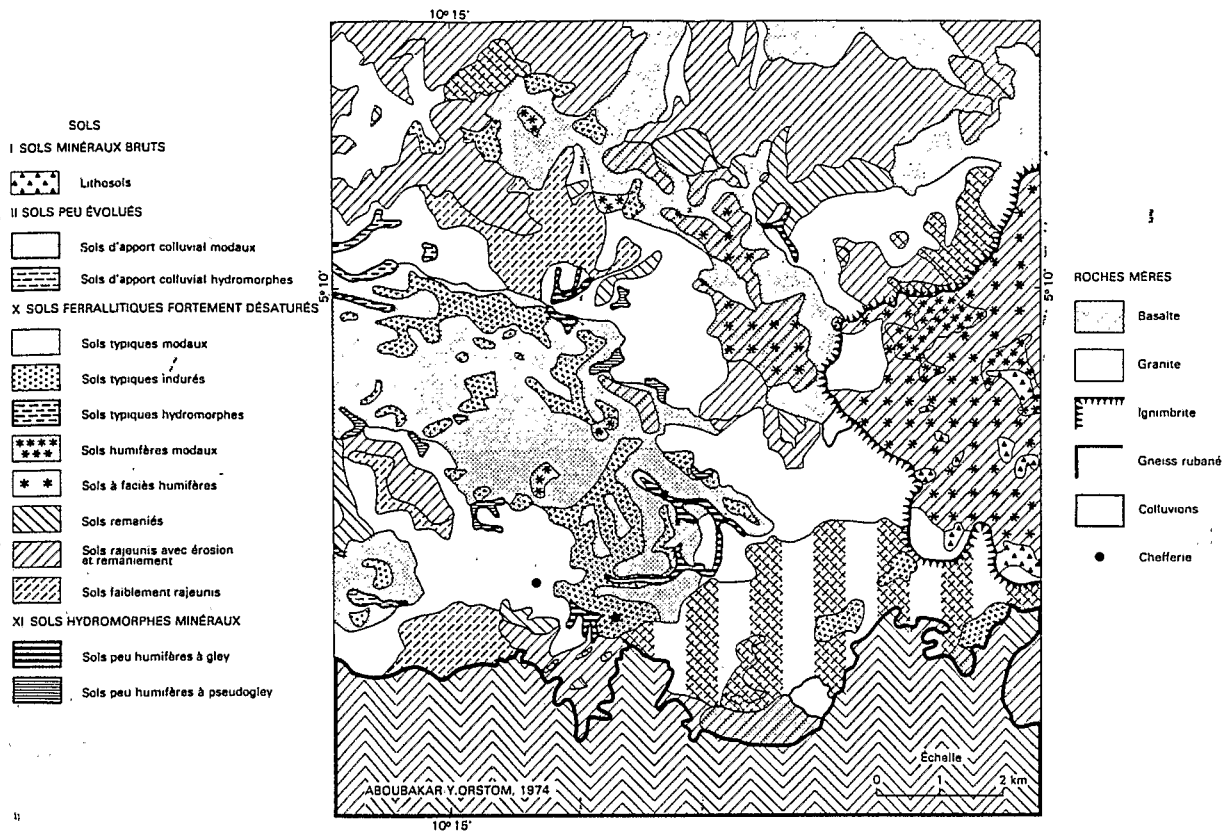 10° 15'
SOLS
I SOLS MINÉRAUX BRUTS
Lithosols
II SOLS PEU ÉVOLUÉS
Sols d'apport colluvial modaux
Sols d'apport colluvial hydromorphes
X SOLS FERRALLITIQUES FORTEMENT DÉSATURÉS
Sols typiques modaux
Sols typiques indurés
Sols typiques hydromorphes
Sols humifères modaux
Sols à faciès humifères
Sols remaniés
Sols rajeunis avec érosion
et remaniement
Sols faiblement rajeunis
XI SOLS HYDROMORPHES MINÉRAUX
Sols peu humifères à gley
Sols peu humifères à pseudogley
5° 10'
5° 10'
ROCHES MÈRES
Basalte
Granite
Ignimbrite
Gneiss rubané
Colluvions
Chefferie
Échelle
0 1 2 km
ABOUBAKAR Y.ORSTOM, 1974
10° 15'